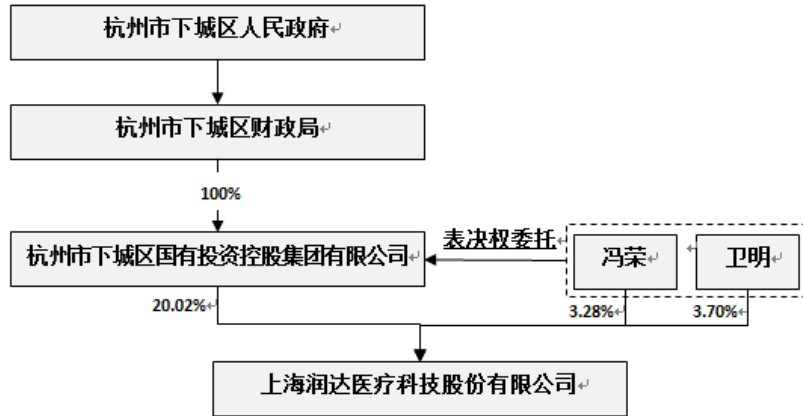 杭州市下城区人民政府
杭州市下城区财政局
100%
杭州市下城区国有投资控股集团有限公司
表决权委托
冯荣
卫明
20.02%
3.28%
3.70%
上海润达医疗科技股份有限公司